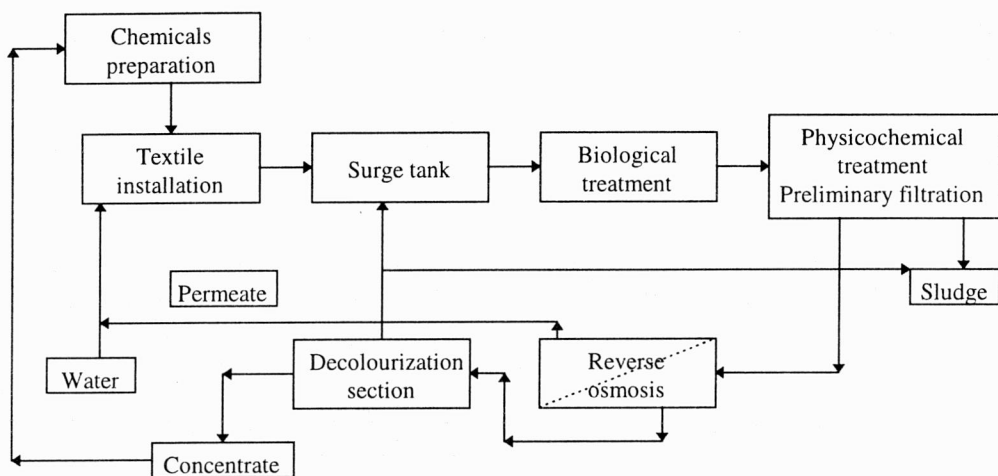 Chemicals
preparation
Textile
installation
Surge tank
Biological
treatment
Physicochemical
treatment
Preliminary filtration
Permeate
Sludge
Water
Decolourization
section
Reverse
osmosis
Concentrate